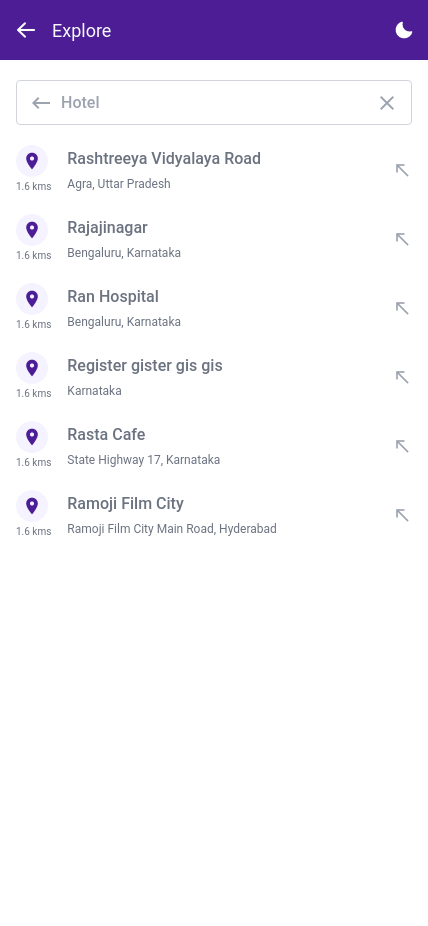 Explore
Hotel
Rashtreeya Vidyalaya Road
1.6 kms
Agra, Uttar Pradesh
Rajajinagar
1.6 kms
Bengaluru, Karnataka
Ran Hospital
1.6 kms
Bengaluru, Karnataka
Register gister gis gis
1.6 kms
Karnataka
Rasta Cafe
1.6 kms
State Highway 17, Karnataka
Ramoji Film City
1.6 kms
Ramoji Film City Main Road, Hyderabad